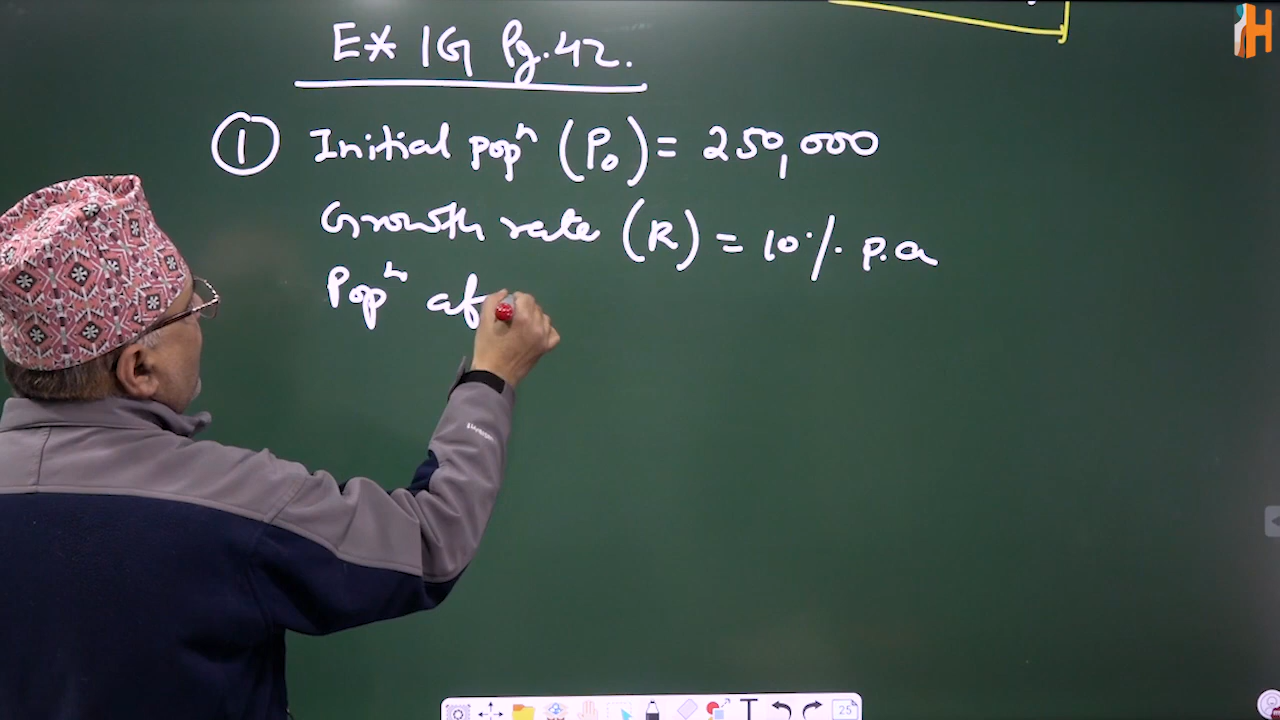 Ex 1G Pg. 42.
① Initial popⁿ (P₀) = 250,000
Growth rate (R) = 10% p.a
Popⁿ af